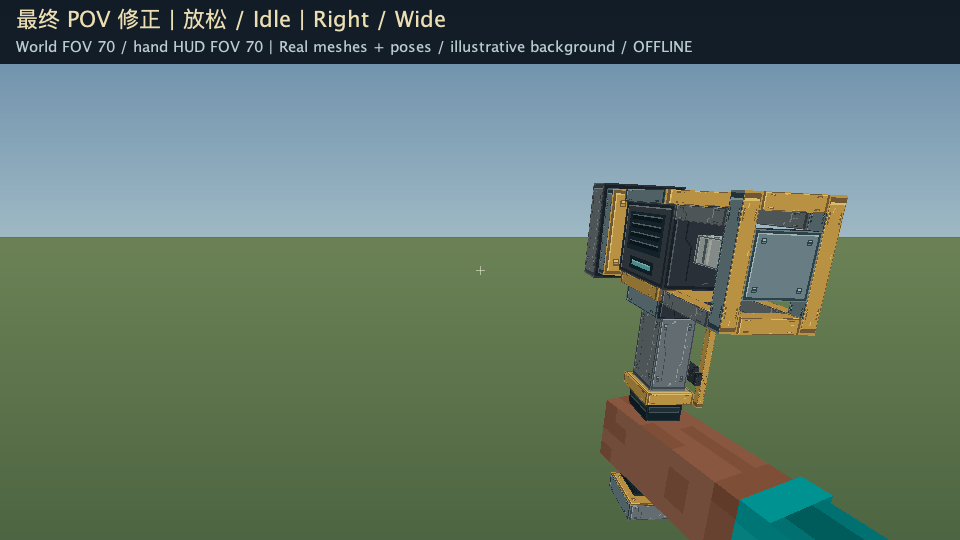 最终 POV 修正 | 放松 / Idle | Right / Wide
World FOV 70 / hand HUD FOV 70 | Real meshes + poses / illustrative background / OFFLINE